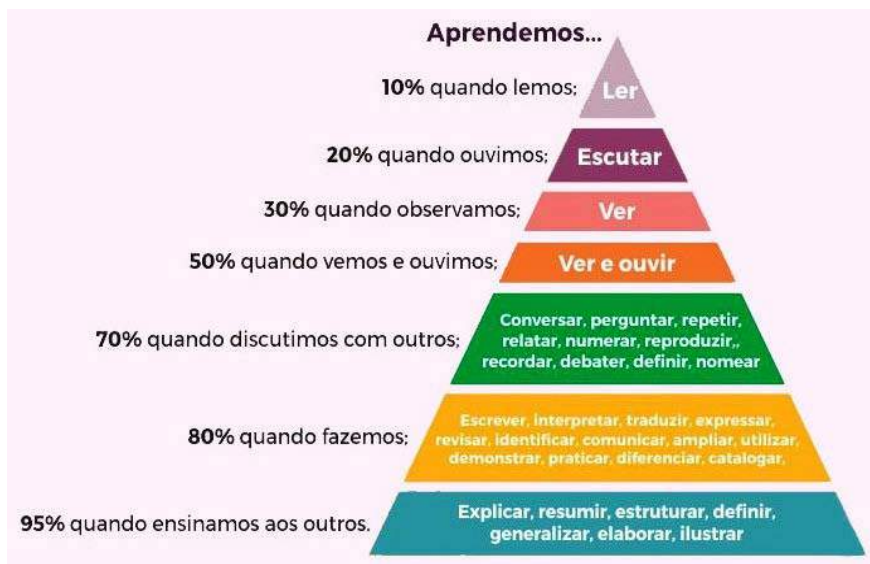 Aprendemos...
10% quando lemos;
Ler
20% quando ouvimos;
Escutar
30% quando observamos;
Ver
50% quando vemos e ouvimos;
Ver e ouvir
70% quando discutimos com outros;
Conversar, perguntar, repetir,
relatar, numerar, reproduzir,,
recordar, debater, definir, nomear
80% quando fazemos;
Escrever, interpretar, traduzir, expressar,
revisar, identificar, comunicar, ampliar, utilizar,
demonstrar, praticar, diferenciar, catalogar,
95% quando ensinamos aos outros.
Explicar, resumir, estruturar, definir,
generalizar, elaborar, ilustrar